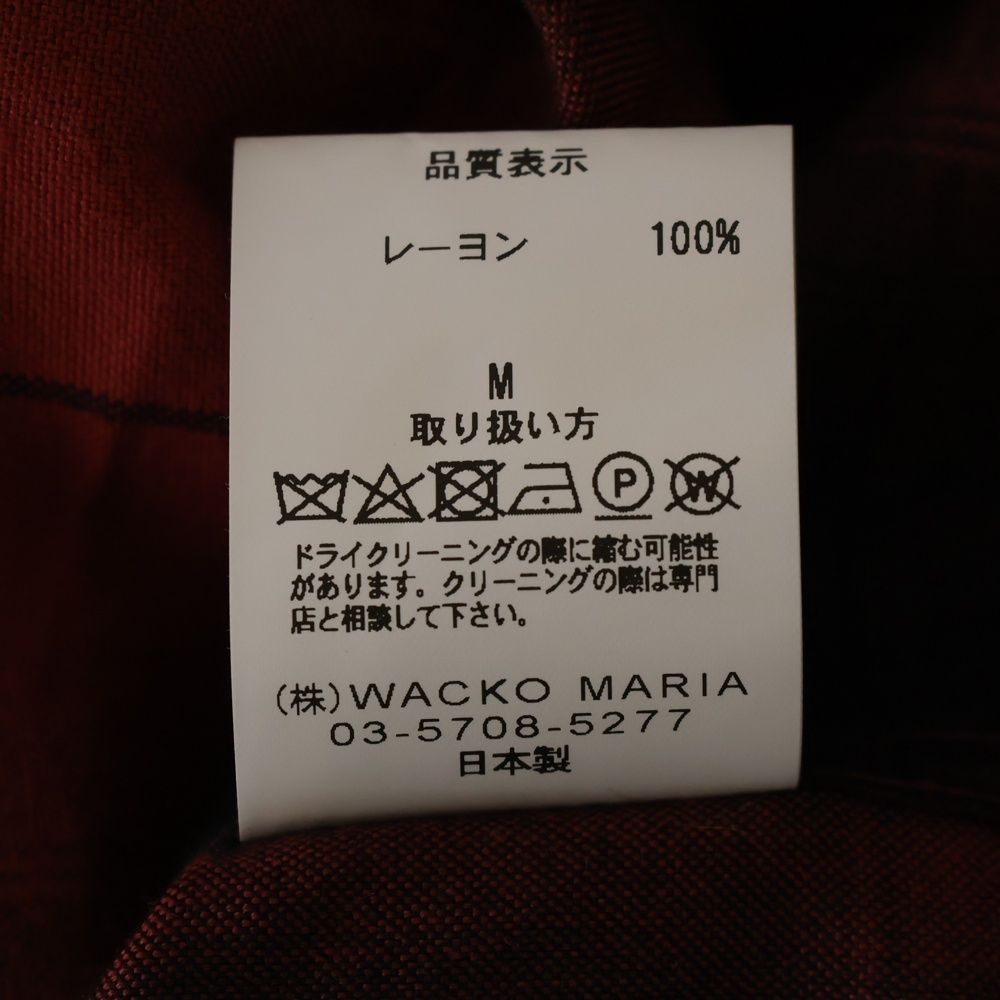 品質表示
レーヨン 100%
M
取り扱い方
P W
ドライクリーニングの際に縮む可能性
があります。クリーニングの際は専門
店と相談して下さい。
(株)WACKO MARIA
03-5708-5277
日本製